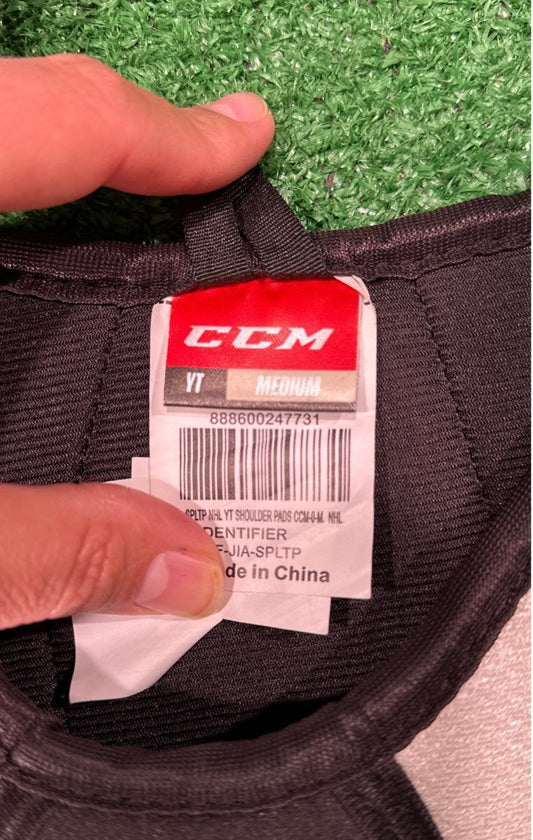 CCM
YT MEDIUM
888600247731
SPLTP NHL YT SHOULDER PADS CCM-0-M. NHL
DENTIFIER
F-JIA-SPLTP
de in China